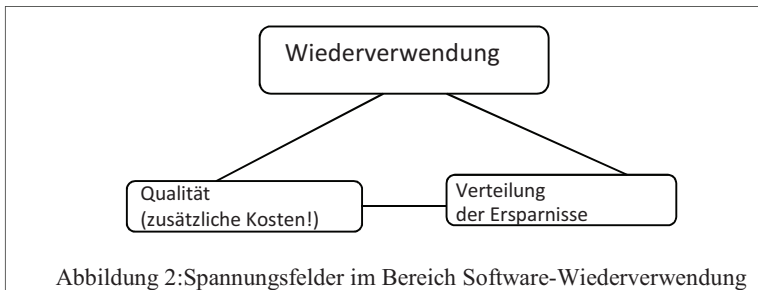 Wiederverwendung
Qualität
(zusätzliche Kosten!)
Verteilung
der Ersparnisse
Abbildung 2:Spannungsfelder im Bereich Software-Wiederverwendung